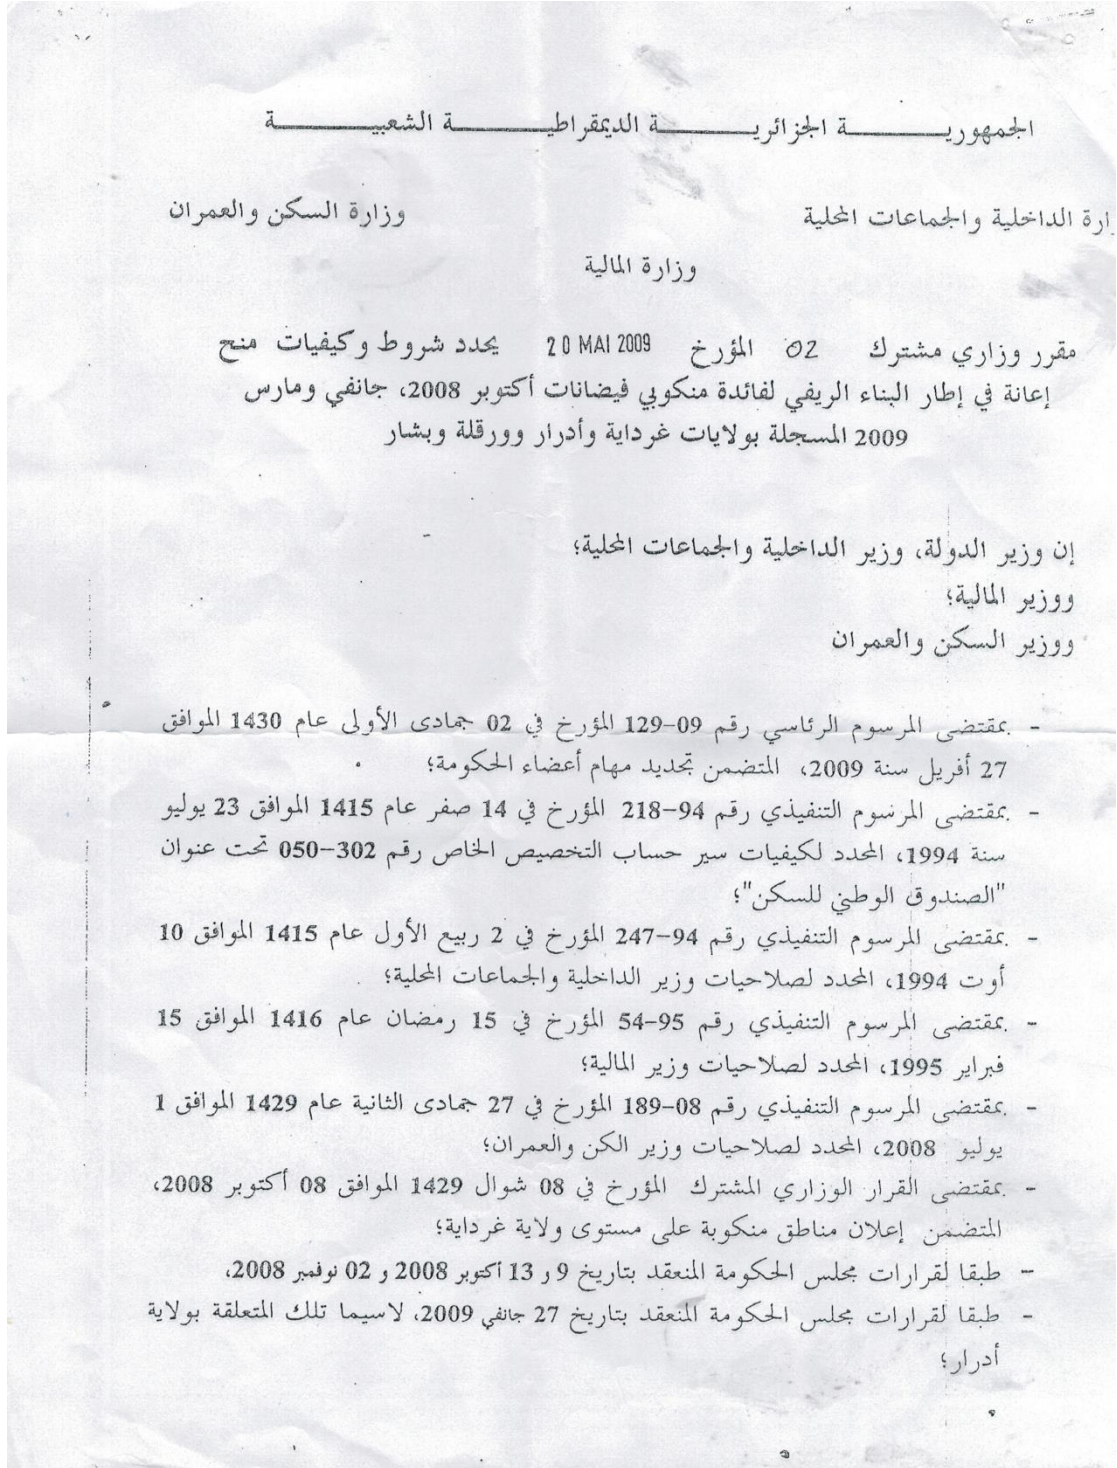 الجمهوريـــــــــة الجزائريـــــــــة الديمقراطيـــــــــة الشعبيـــــــــة
ارة الداخلية والجماعات المحلية
وزارة السكن والعمران
وزارة المالية
مقرر وزاري مشترك 02 المؤرخ 20 MAI 2009 يحدد شروط وكيفيات منح
إعانة في إطار البناء الريفي لفائدة منكوبي فيضانات أكتوبر 2008، جانفي ومارس
2009 المسجلة بولايات غرداية وأدرار وورقلة وبشار
إن وزير الدولة، وزير الداخلية والجماعات المحلية؛
ووزير المالية؛
ووزير السكن والعمران
- بمقتضى المرسوم الرئاسي رقم 09-129 المؤرخ في 02 جمادى الأولى عام 1430 الموافق
27 أفريل سنة 2009، المتضمن تحديد مهام أعضاء الحكومة؛
- بمقتضى المرسوم التنفيذي رقم 94-218 المؤرخ في 14 صفر عام 1415 الموافق 23 يوليو
سنة 1994، المحدد لكيفيات سير حساب التخصيص الخاص رقم 302-050 تحت عنوان
"الصندوق الوطني للسكن"؛
- بمقتضى المرسوم التنفيذي رقم 94-247 المؤرخ في 2 ربيع الأول عام 1415 الموافق 10
أوت 1994، المحدد لصلاحيات وزير الداخلية والجماعات المحلية؛
- بمقتضى المرسوم التنفيذي رقم 95-54 المؤرخ في 15 رمضان عام 1416 الموافق 15
فبراير 1995، المحدد لصلاحيات وزير المالية؛
- بمقتضى المرسوم التنفيذي رقم 08-189 المؤرخ في 27 جمادى الثانية عام 1429 الموافق 1
يوليو 2008، المحدد لصلاحيات وزير الكن والعمران؛
- بمقتضى القرار الوزاري المشترك المؤرخ في 08 شوال 1429 الموافق 08 أكتوبر 2008،
المتضمن إعلان مناطق منكوبة على مستوى ولاية غرداية؛
- طبقا لقرارات مجلس الحكومة المنعقد بتاريخ 9 و 13 أكتوبر 2008 و 02 نوفمبر 2008،
- طبقا لقرارات مجلس الحكومة المنعقد بتاريخ 27 جانفي 2009، لاسيما تلك المتعلقة بولاية
أدرار؛